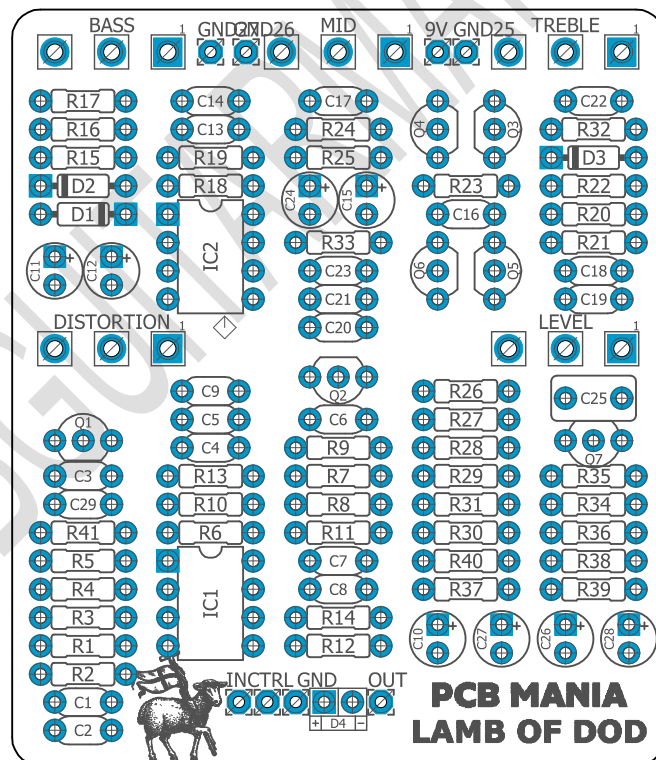 BASS GND27 GND26 MID 9V GND25 TREBLE
1 1 1
R17 C14 C17 C22
R16 C13 R24 Q4 Q3 R32
R15 R19 R25 D3
D2 R18 C24 + C15 + R23 R22
D1 C16 R20
IC2 R33 R21
C11 + C12 + C23 Q6 Q5 C18
C21 C19
C20
DISTORTION 1 LEVEL 1
Q2 R26 C25
C9 C6 R27
Q1 C5 R9 R28 Q7
C3 C4 R7 R29 R35
C29 R13 R8 R31 R34
R41 R10 R11 R30 R36
R5 R6 C7 R40 R38
R4 IC1 C8 R37 R39
R3 R14 C10 + C27 + C26 + C28 +
R1 R12
R2
IN CTRL GND OUT
C1 + D4 -
C2
PCB MANIA
LAMB OF DOD